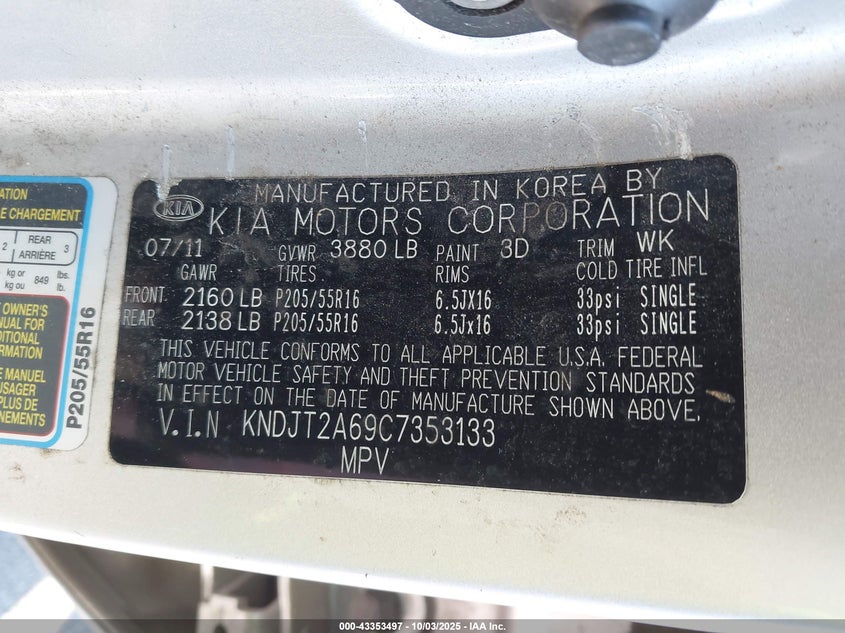 ATION
E CHARGEMENT
2 REAR ARRIÈRE 3
kg or kg ou 849 lbs. lb.
OWNER'S
MANUAL FOR
DITIONAL
FORMATION
E MANUEL
USAGER
PLUS DE
NEMENTS
P205/55R16
MANUFACTURED IN KOREA BY
KIA KIA MOTORS CORPORATION
07/11 GVWR 3880 LB PAINT 3D TRIM WK
GAWR TIRES RIMS COLD TIRE INFL
FRONT 2160 LB P205/55R16 6.5JX16 33psi SINGLE
REAR 2138 LB P205/55R16 6.5Jx16 33psi SINGLE
THIS VEHICLE CONFORMS TO ALL APPLICABLE U.S.A. FEDERAL
MOTOR VEHICLE SAFETY AND THEFT PREVENTION STANDARDS
IN EFFECT ON THE DATE OF MANUFACTURE SHOWN ABOVE.
V.I.N KNDJT2A69C7353133
MPV
000-43353497 - 10/03/2025 - IAA Inc.